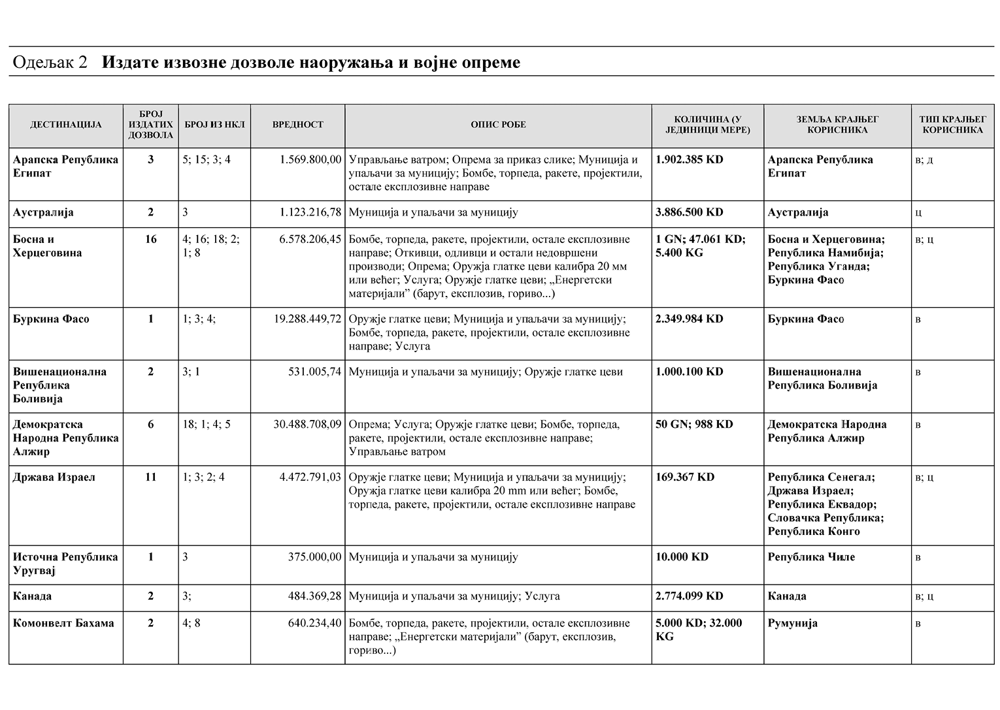 Одељак 2 Издате извозне дозволе наоружања и војне опреме
ДЕСТИНАЦИЈА
БРОЈ
ИЗДАТИХ
ДОЗВОЛА
БРОЈ ИЗ НКЛ
ВРЕДНОСТ
ОПИС РОБЕ
КОЛИЧИНА (У
ЈЕДИНИЦИ МЕРЕ)
ЗЕМЉА КРАЈЊЕГ
КОРИСНИКА
ТИП КРАЈЊЕГ
КОРИСНИКА
Арапска Република
Египат
3
5; 15; 3; 4
1.569.800,00
Управљање ватром; Опрема за приказ слике; Муниција и
упаљачи за муницију; Бомбе, торпеда, ракете, пројектили,
остале експлозивне направе
1.902.385 KD
Арапска Република
Египат
в; д
Аустралија
2
3
1.123.216,78
Муниција и упаљачи за муницију
3.886.500 KD
Аустралија
ц
Босна и
Херцеговина
16
4; 16; 18; 2;
1; 8
6.578.206,45
Бомбе, торпеда, ракете, пројектили, остале експлозивне
направе; Откивци, одливци и остали недовршени
производи; Опрема; Оружја глатке цеви калибра 20 мм
или већег; Услуга; Оружје глатке цеви; „Енергетски
материјали” (барут, експлозив, гориво...)
1 GN; 47.061 KD;
5.400 KG
Босна и Херцеговина;
Република Намибија;
Република Уганда;
Буркина Фасо
в; ц
Буркина Фасо
1
1; 3; 4;
19.288.449,72
Оружје глатке цеви; Муниција и упаљачи за муницију;
Бомбе, торпеда, ракете, пројектили, остале експлозивне
направе; Услуга
2.349.984 KD
Буркина Фасо
в
Вишенационална
Република
Боливија
2
3; 1
531.005,74
Муниција и упаљачи за муницију; Оружје глатке цеви
1.000.100 KD
Вишенационална
Република Боливија
в
Демократска
Народна Република
Алжир
6
18; 1; 4; 5
30.488.708,09
Опрема; Услуга; Оружје глатке цеви; Бомбе, торпеда,
ракете, пројектили, остале експлозивне направе;
Управљање ватром
50 GN; 988 KD
Демократска Народна
Република Алжир
в
Држава Израел
11
1; 3; 2; 4
4.472.791,03
Оружје глатке цеви; Муниција и упаљачи за муницију;
Оружја глатке цеви калибра 20 mm или већег; Бомбе,
торпеда, ракете, пројектили, остале експлозивне направе
169.367 KD
Република Сенегал;
Држава Израел;
Република Еквадор;
Словачка Република;
Република Конго
в; ц
Источна Република
Уругвај
1
3
375.000,00
Муниција и упаљачи за муницију
10.000 KD
Република Чиле
в
Канада
2
3;
484.369,28
Муниција и упаљачи за муницију; Услуга
2.774.099 KD
Канада
в; ц
Комонвелт Бахама
2
4; 8
640.234,40
Бомбе, торпеда, ракете, пројектили, остале експлозивне
направе; „Енергетски материјали” (барут, експлозив,
гориво...)
5.000 KD; 32.000
KG
Румунија
в